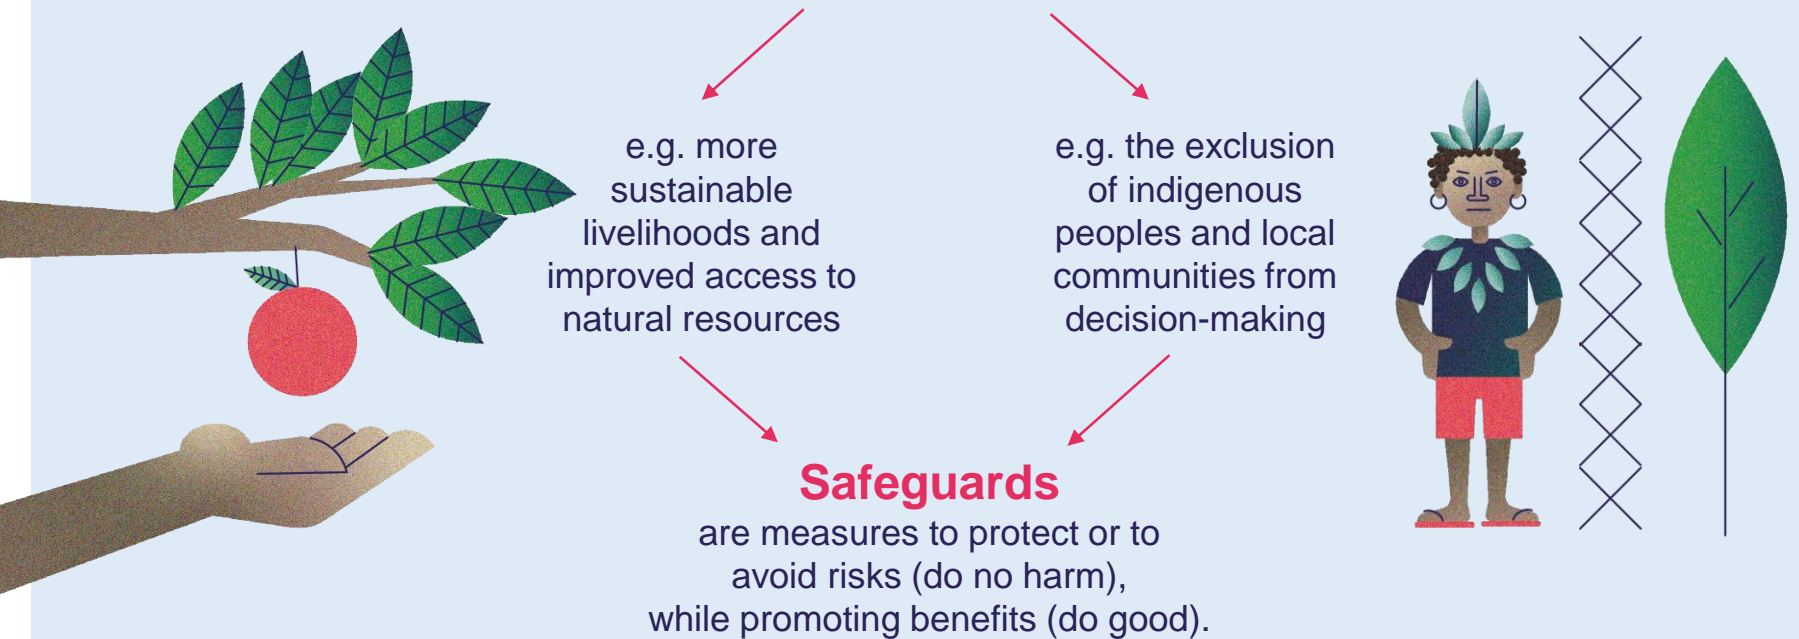 e.g. more
sustainable
livelihoods and
improved access to
natural resources
e.g. the exclusion
of indigenous
peoples and local
communities from
decision-making
Safeguards
are measures to protect or to
avoid risks (do no harm),
while promoting benefits (do good).